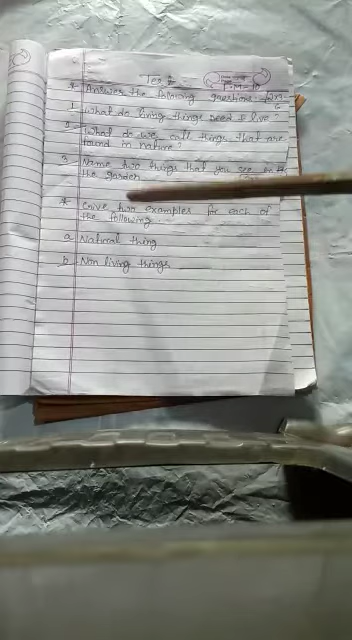 Test
* Answer the following questions.
1. What do living things need to live?
2. What do we call things that are
found in nature?
3. Name two things that you see in
the garden
* Give two examples for each of
the following.
a. Natural thing
b. Non living things